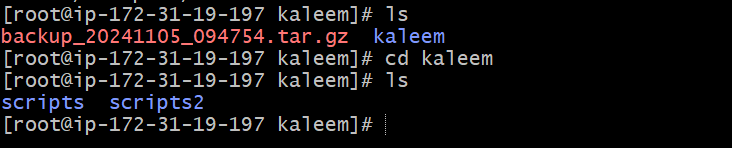 [root@ip-172-31-19-197 kaleem]# ls
backup_20241105_094754.tar.gz  kaleem
[root@ip-172-31-19-197 kaleem]# cd kaleem
[root@ip-172-31-19-197 kaleem]# ls
scripts  scripts2
[root@ip-172-31-19-197 kaleem]#